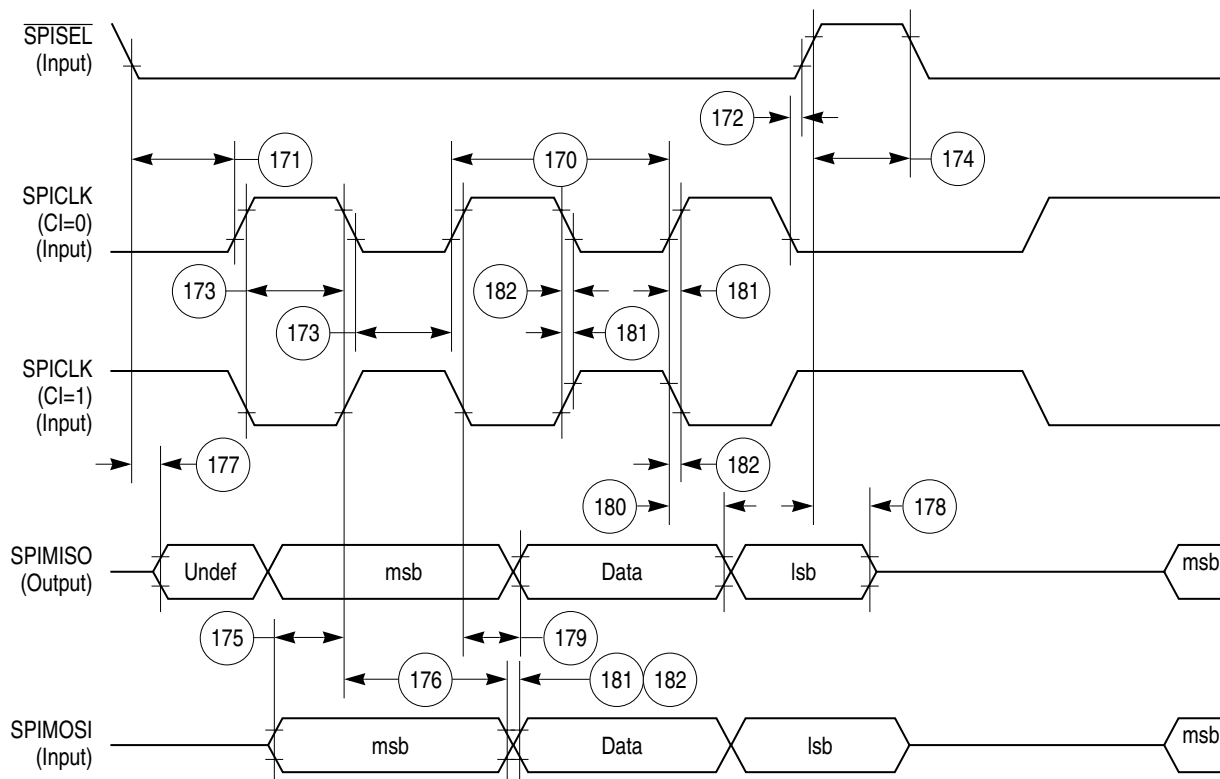 SPISEL
(Input)
172
171
170
174
SPICLK
(CI=0)
(Input)
173
182
181
173
181
SPICLK
(CI=1)
(Input)
177
182
180
178
SPIMISO
(Output)
Undef
msb
Data
lsb
msb
175
179
176
181
182
SPIMOSI
(Input)
msb
Data
lsb
msb